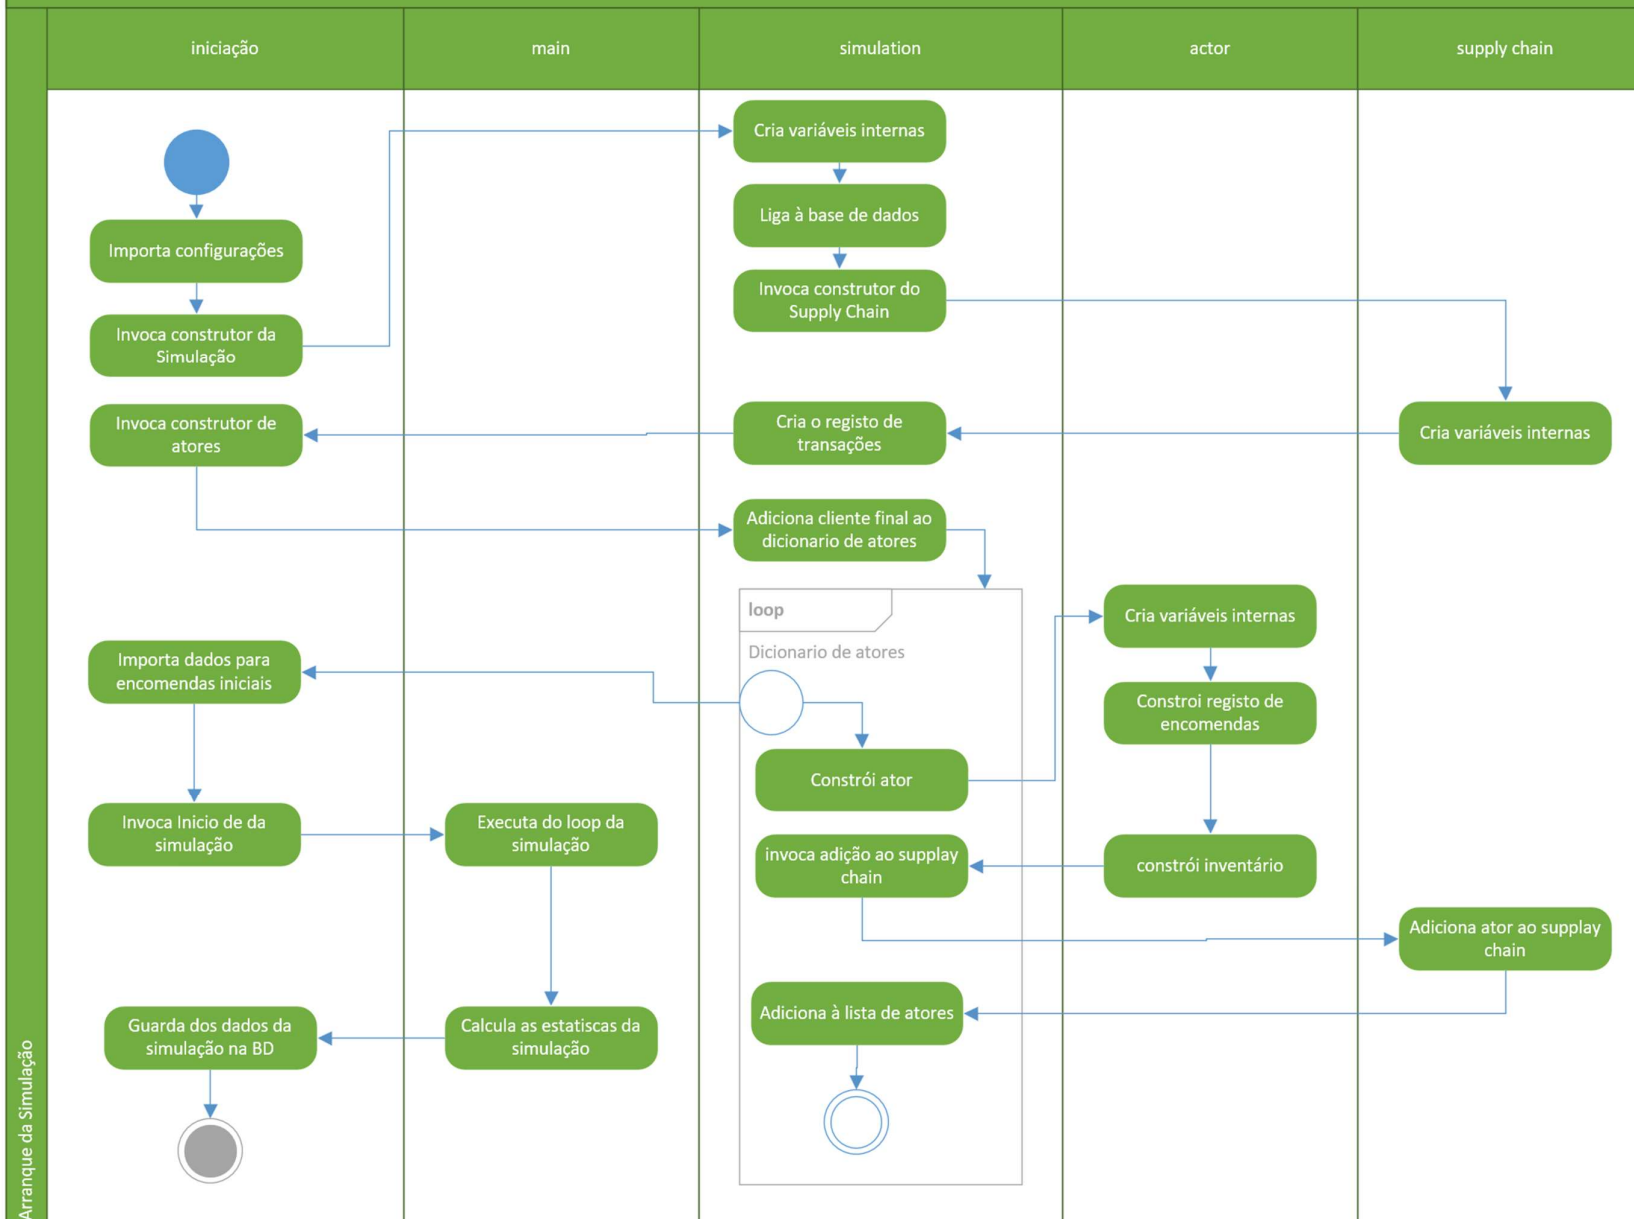 iniciação
main
simulation
actor
supply chain
Arranque da Simulação
Importa configurações
Invoca construtor da
Simulação
Cria variáveis internas
Liga à base de dados
Invoca construtor do
Supply Chain
Cria variáveis internas
Cria o registo de
transações
Invoca construtor de
atores
Adiciona cliente final ao
dicionario de atores
loop
Dicionario de atores
Constrói ator
Cria variáveis internas
Constroi registo de
encomendas
constrói inventário
invoca adição ao supplay
chain
Adiciona ator ao supplay
chain
Adiciona à lista de atores
Importa dados para
encomendas iniciais
Invoca Inicio de da
simulação
Executa do loop da
simulação
Calcula as estatiscas da
simulação
Guarda dos dados da
simulação na BD